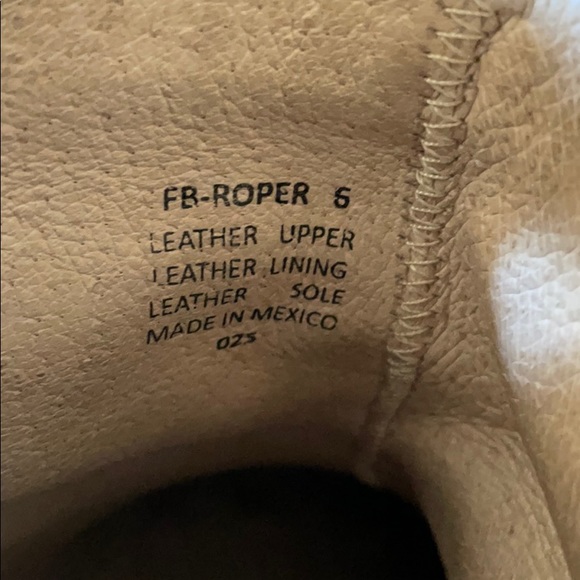 FB-ROPER 6
LEATHER UPPER
LEATHER LINING
LEATHER SOLE
MADE IN MEXICO
025